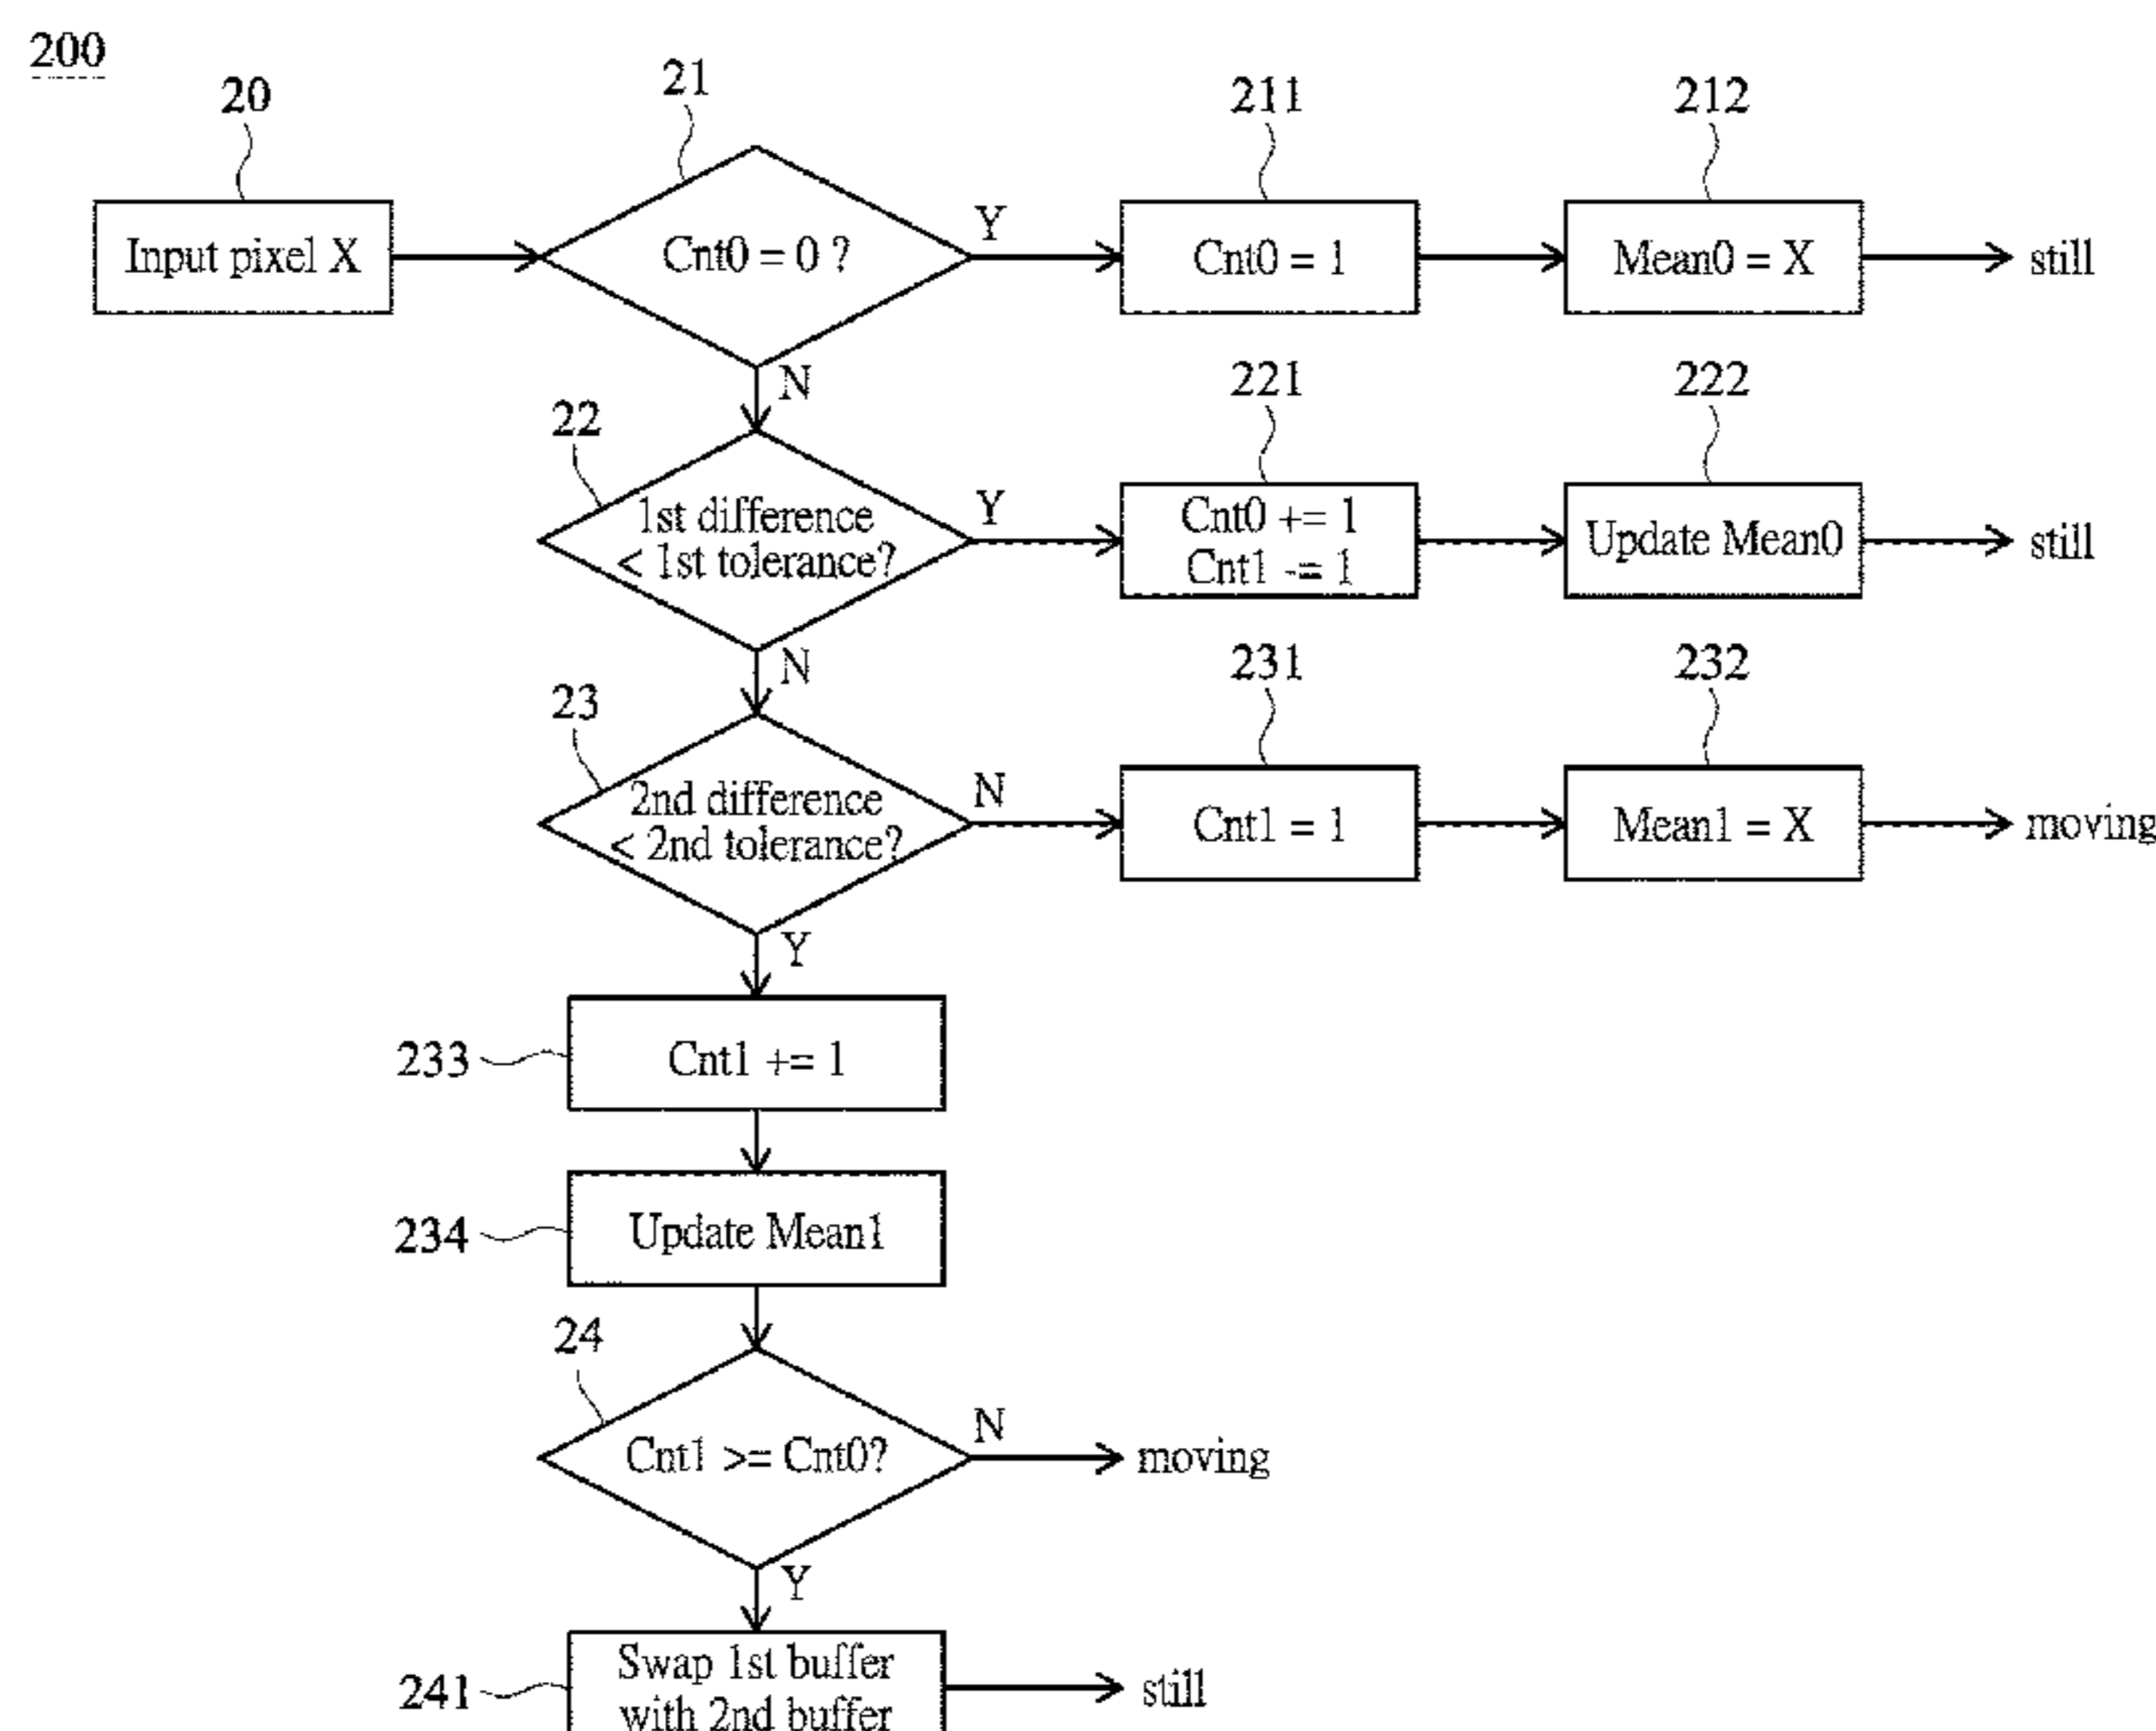 200
20
21
211
212
Input pixel X
Cnt0 = 0 ?
Y
Cnt0 = 1
Mean0 = X
still
N
22
221
222
1st difference
< 1st tolerance?
Y
Cnt0 += 1
Cnt1 -= 1
Update Mean0
still
N
23
231
232
2nd difference
< 2nd tolerance?
N
Cnt1 = 1
Mean1 = X
moving
Y
233
Cnt1 += 1
234
Update Mean1
24
Cnt1 >= Cnt0?
N
moving
Y
241
Swap 1st buffer
with 2nd buffer
still